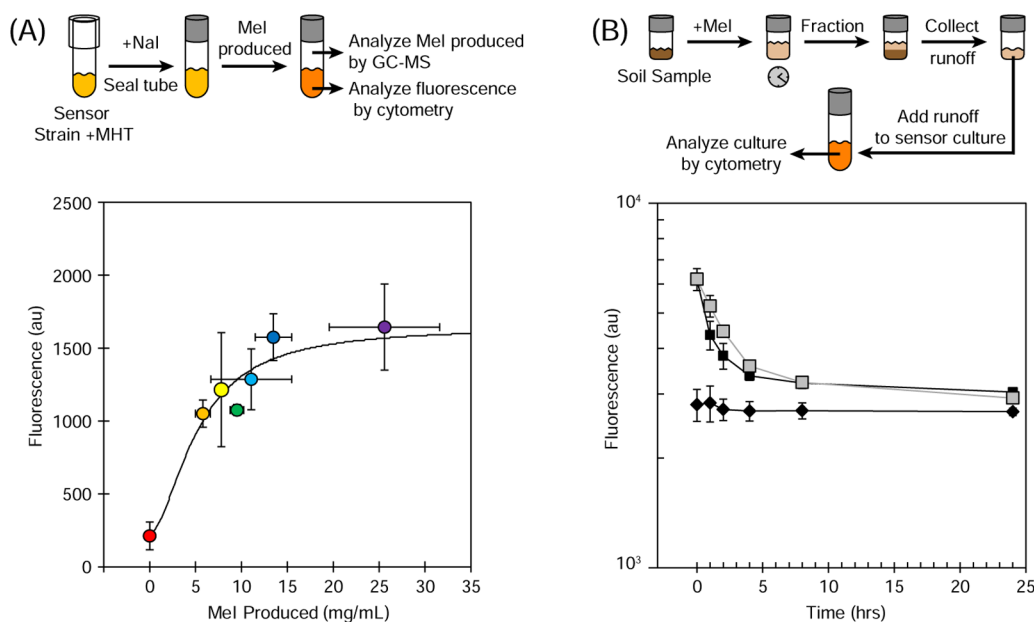 (A)
+NaI
Seal tube
MeI
produced
Analyze MeI produced
by GC-MS
Analyze fluorescence
by cytometry
Sensor
Strain +MHT
2500
2000
1500
1000
500
0
Fluorescence (au)
0 5 10 15 20 25 30 35
MeI Produced (mg/mL)
(B)
+MeI
Fraction
Collect
runoff
Soil Sample
Add runoff
to sensor culture
Analyze culture
by cytometry
10⁴
10³
Fluorescence (au)
0 5 10 15 20 25
Time (hrs)